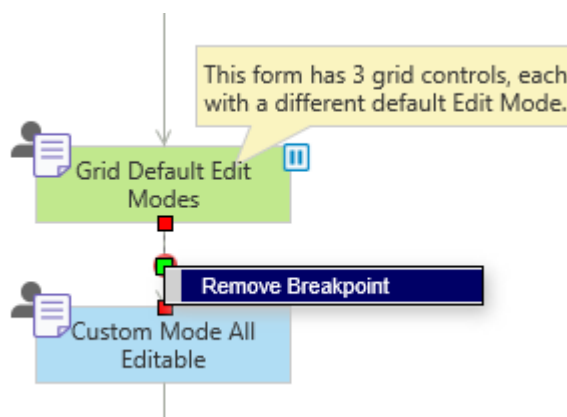 This form has 3 grid controls, each
with a different default Edit Mode.
Grid Default Edit
Modes
Remove Breakpoint
Custom Mode All
Editable